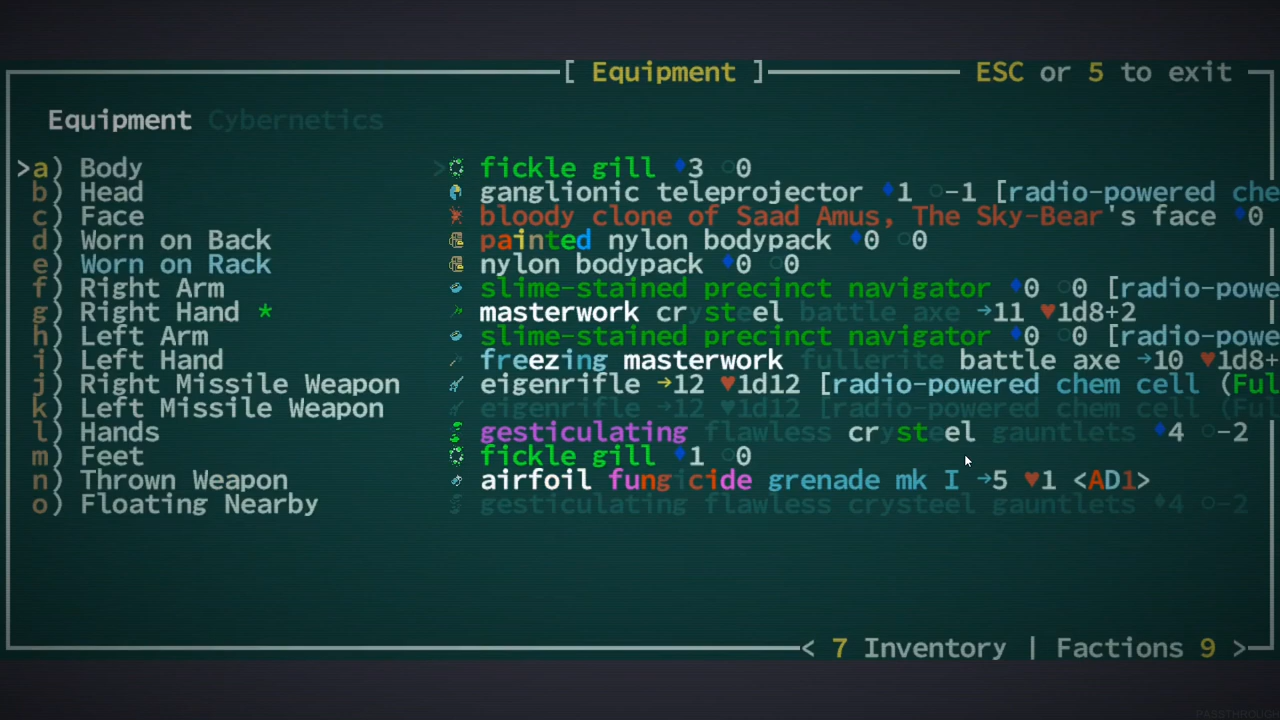 [ Equipment ] ESC or 5 to exit
Equipment Cybernetics
>a) Body > fickle gill ♦3 ○0
b) Head ganglionic teleprojector ♦1 ○-1 [radio-powered che
c) Face bloody clone of Saad Amus, The Sky-Bear's face ♦0
d) Worn on Back painted nylon bodypack ♦0 ○0
e) Worn on Rack nylon bodypack ♦0 ○0
f) Right Arm slime-stained precinct navigator ♦0 ○0 [radio-powe
g) Right Hand * masterwork crysteel battle axe →11 ♥1d8+2
h) Left Arm slime-stained precinct navigator ♦0 ○0 [radio-powe
i) Left Hand freezing masterwork fullerite battle axe →10 ♥1d8+
j) Right Missile Weapon eigenrifle →12 ♥1d12 [radio-powered chem cell (Ful
k) Left Missile Weapon eigenrifle →12 ♥1d12 [radio-powered chem cell (Ful
l) Hands gesticulating flawless crysteel gauntlets ♦4 ○-2
m) Feet fickle gill ♦1 ○0
n) Thrown Weapon airfoil fungicide grenade mk I →5 ♥1 <AD1>
o) Floating Nearby gesticulating flawless crysteel gauntlets ♦4 ○-2
< 7 Inventory | Factions 9 >
PASSTHROUGH